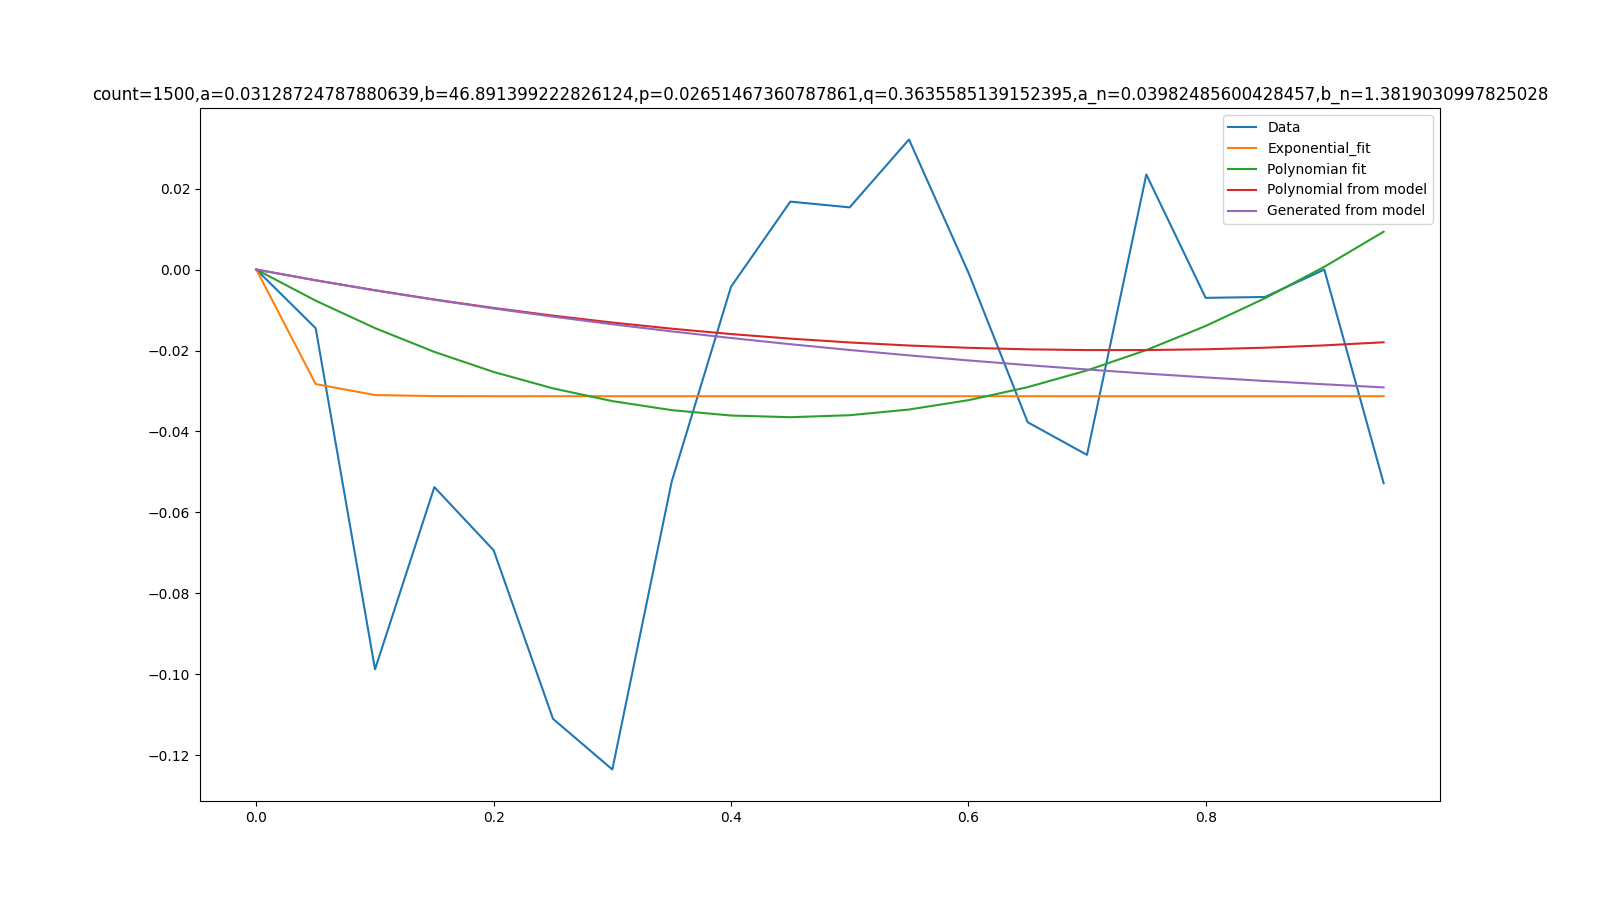 count=1500,a=0.03128724787880639,b=46.891399222826124,p=0.02651467360787861,q=0.3635585139152395,a_n=0.03982485600428457,b_n=1.3819030997825028
Data
Exponential_fit
Polynomian fit
Polynomial from model
Generated from model
0.02
0.00
−0.02
−0.04
−0.06
−0.08
−0.10
−0.12
0.0 0.2 0.4 0.6 0.8